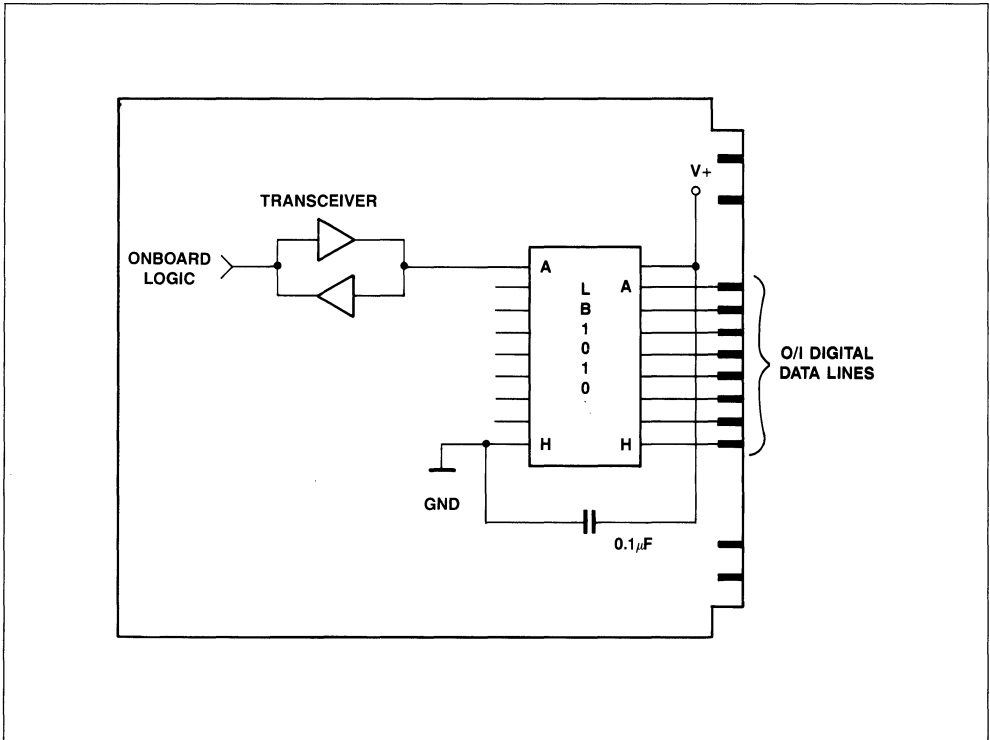 V+
TRANSCEIVER
ONBOARD
LOGIC
A
L
B
1
0
1
0
A
O/I DIGITAL
DATA LINES
H
H
GND
0.1μF